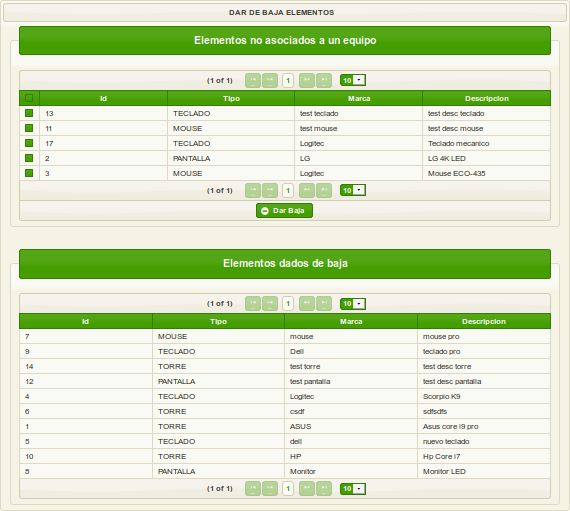 DAR DE BAJA ELEMENTOS
Elementos no asociados a un equipo
(1 of 1) 1 10
Id Tipo Marca Descripcion
13 TECLADO test teclado test desc teclado
11 MOUSE test mouse test desc mouse
17 TECLADO Logitec Teclado mecanico
2 PANTALLA LG LG 4K LED
3 MOUSE Logitec Mouse ECO-435
(1 of 1) 1 10
Dar Baja
Elementos dados de baja
(1 of 1) 1 10
Id Tipo Marca Descripcion
7 MOUSE mouse mouse pro
9 TECLADO Dell teclado pro
14 TORRE test torre test desc torre
12 PANTALLA test pantalla test desc pantalla
4 TECLADO Logitec Scorpio K9
6 TORRE csdf sdfsdfs
1 TORRE ASUS Asus core i9 pro
5 TECLADO dell nuevo teclado
10 TORRE HP Hp Core i7
8 PANTALLA Monitor Monitor LED
(1 of 1) 1 10